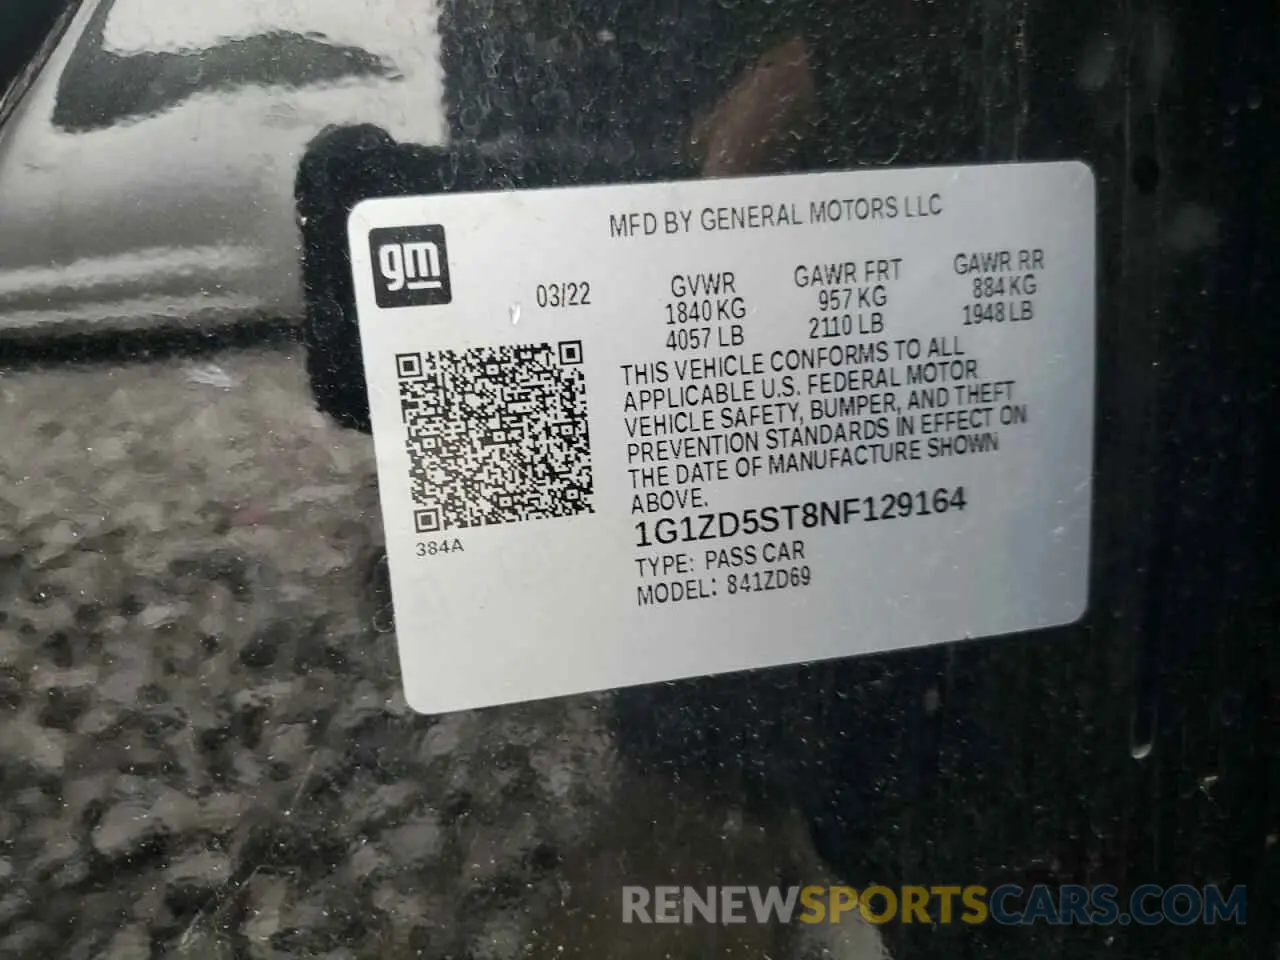 MFD BY GENERAL MOTORS LLC
gm
03/22
GVWR
1840 KG
4057 LB
GAWR FRT
957 KG
2110 LB
GAWR RR
884 KG
1948 LB
THIS VEHICLE CONFORMS TO ALL
APPLICABLE U.S. FEDERAL MOTOR
VEHICLE SAFETY, BUMPER, AND THEFT
PREVENTION STANDARDS IN EFFECT ON
THE DATE OF MANUFACTURE SHOWN
ABOVE.
1G1ZD5ST8NF129164
TYPE: PASS CAR
MODEL: 841ZD69
384A
RENEWSPORTSCARS.COM